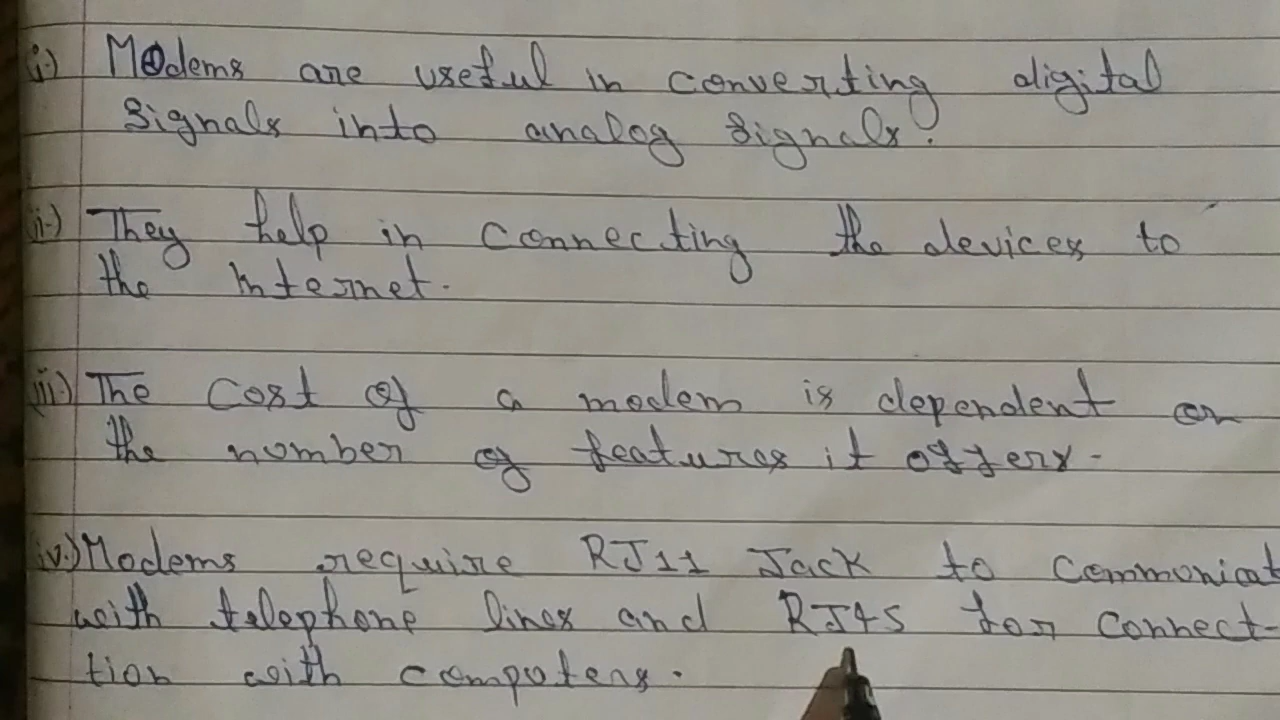 i.) Modems are useful in converting digital
signals into analog signals.
ii.) They help in connecting the devices to
the internet.
iii.) The cost of a modem is dependent on
the number of features it offers.
iv.) Modems require RJ11 Jack to communicat
with telephone lines and RJ45 for connect-
tion with computers.